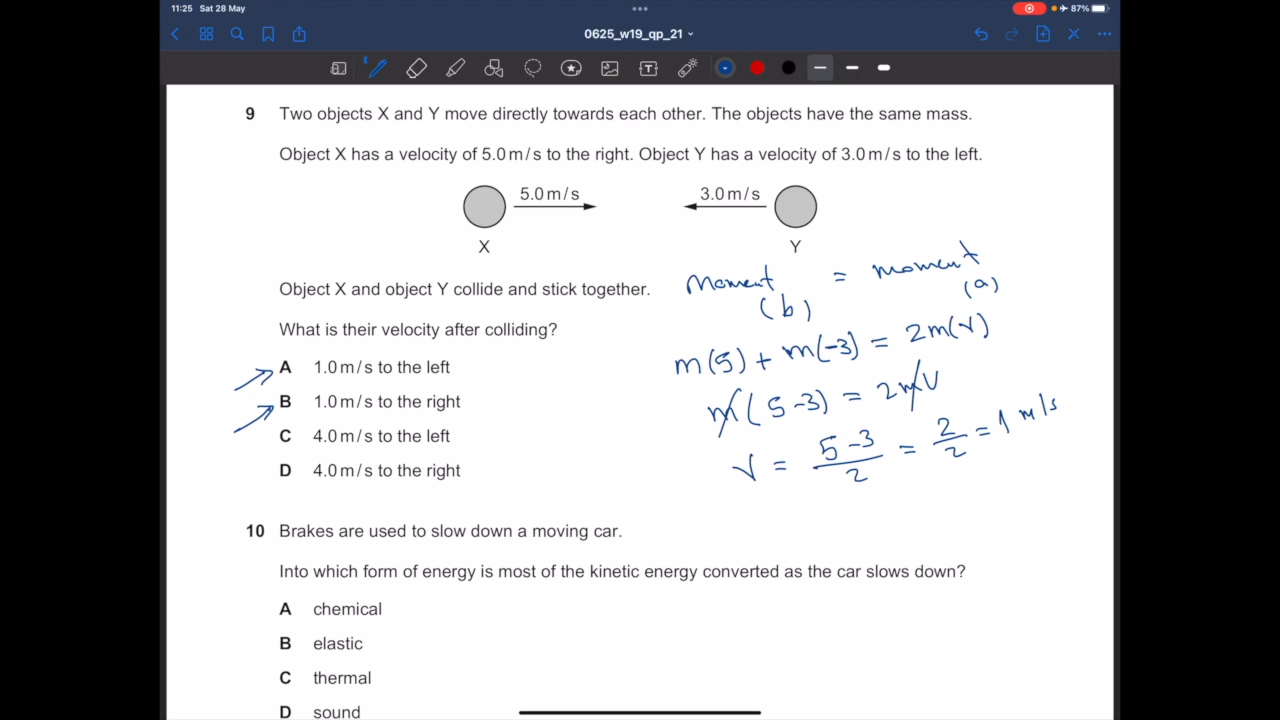 11:25 Sat 28 May
87%
0625_w19_qp_21
9 Two objects X and Y move directly towards each other. The objects have the same mass.
Object X has a velocity of 5.0 m/s to the right. Object Y has a velocity of 3.0 m/s to the left.
5.0 m/s 3.0 m/s
X Y
Moment = moment
(b) (a)
Object X and object Y collide and stick together.
What is their velocity after colliding?
m(5) + m(-3) = 2m(v)
A 1.0 m/s to the left
m(5-3) = 2mv
B 1.0 m/s to the right
C 4.0 m/s to the left
v = 5-3/2 = 2/2 = 1 m/s
D 4.0 m/s to the right
10 Brakes are used to slow down a moving car.
Into which form of energy is most of the kinetic energy converted as the car slows down?
A chemical
B elastic
C thermal
D sound